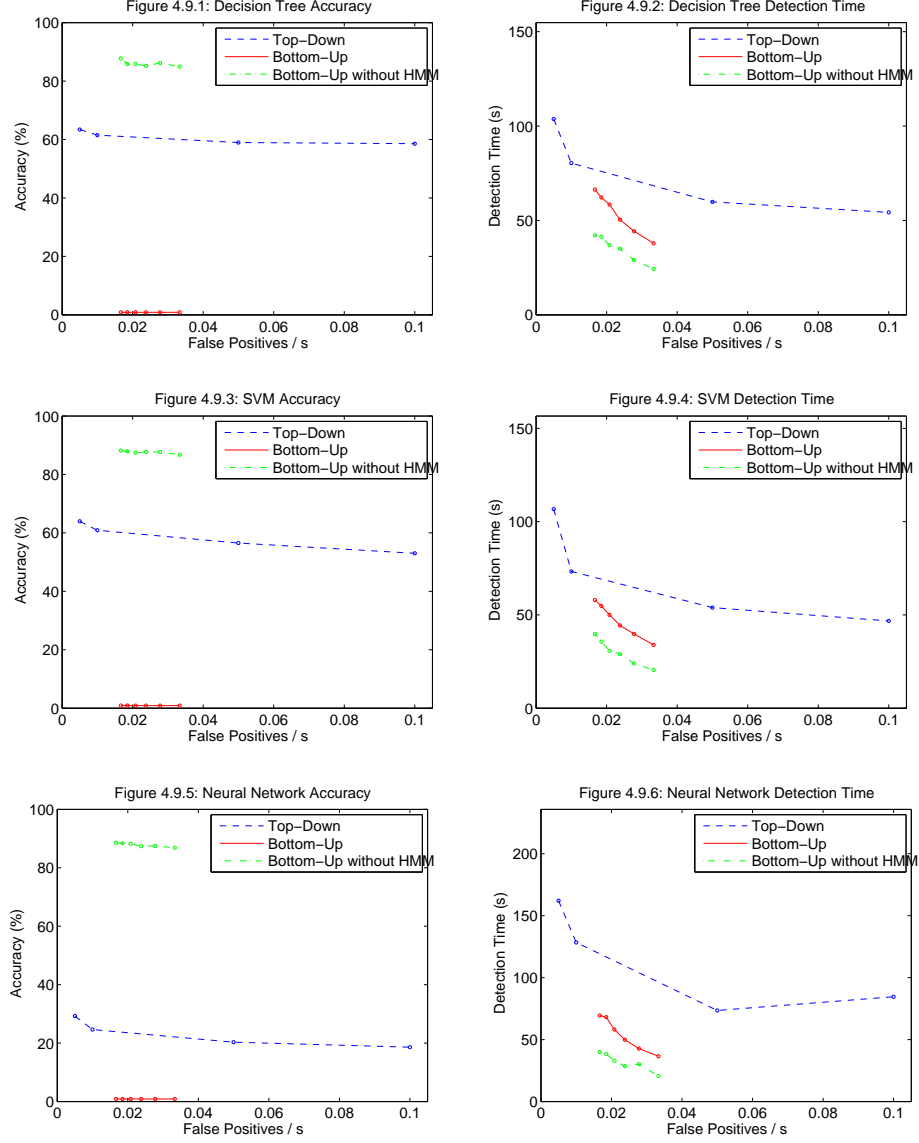 Figure 4.9.1: Decision Tree Accuracy
100
80
60
40
20
0
Accuracy (%)
Top−Down
Bottom−Up
Bottom−Up without HMM
0 0.02 0.04 0.06 0.08 0.1
False Positives / s
Figure 4.9.2: Decision Tree Detection Time
150
100
50
0
Detection Time (s)
Top−Down
Bottom−Up
Bottom−Up without HMM
0 0.02 0.04 0.06 0.08 0.1
False Positives / s
Figure 4.9.3: SVM Accuracy
100
80
60
40
20
0
Accuracy (%)
Top−Down
Bottom−Up
Bottom−Up without HMM
0 0.02 0.04 0.06 0.08 0.1
False Positives / s
Figure 4.9.4: SVM Detection Time
150
100
50
0
Detection Time (s)
Top−Down
Bottom−Up
Bottom−Up without HMM
0 0.02 0.04 0.06 0.08 0.1
False Positives / s
Figure 4.9.5: Neural Network Accuracy
100
80
60
40
20
0
Accuracy (%)
Top−Down
Bottom−Up
Bottom−Up without HMM
0 0.02 0.04 0.06 0.08 0.1
False Positives / s
Figure 4.9.6: Neural Network Detection Time
200
150
100
50
0
Detection Time (s)
Top−Down
Bottom−Up
Bottom−Up without HMM
0 0.02 0.04 0.06 0.08 0.1
False Positives / s